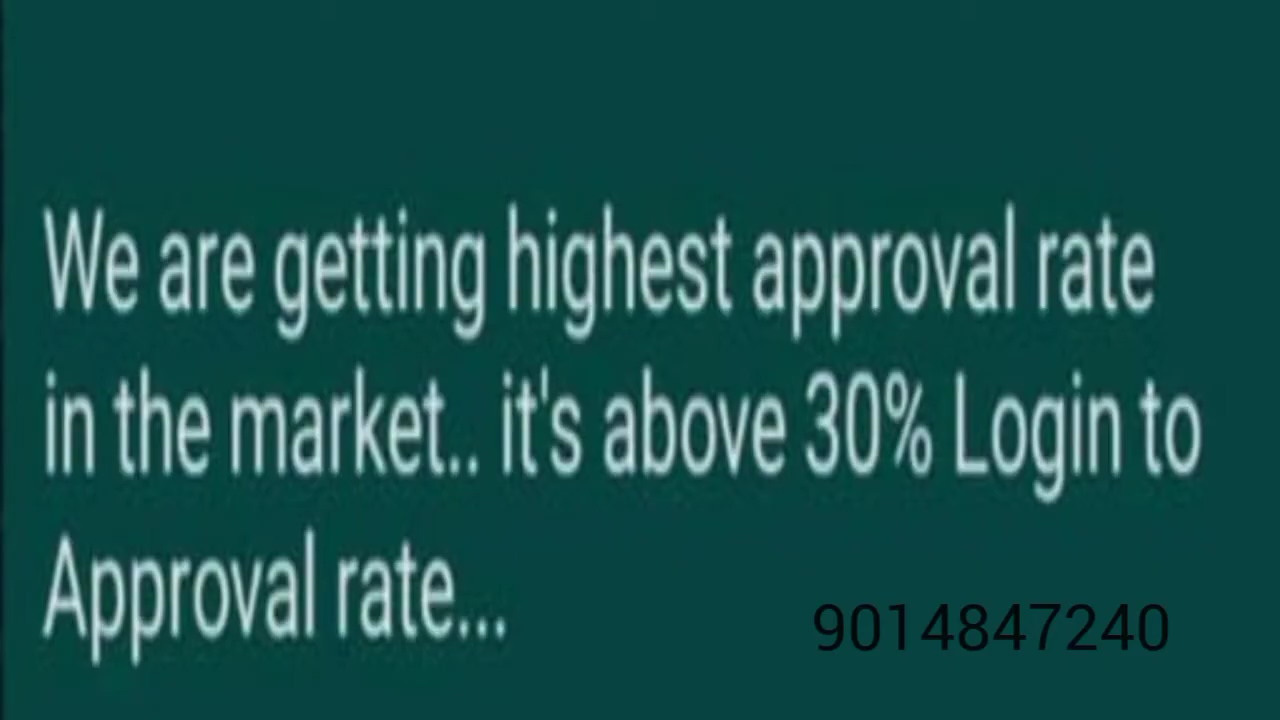 We are getting highest approval rate
in the market.. it's above 30% Login to
Approval rate...
9014847240